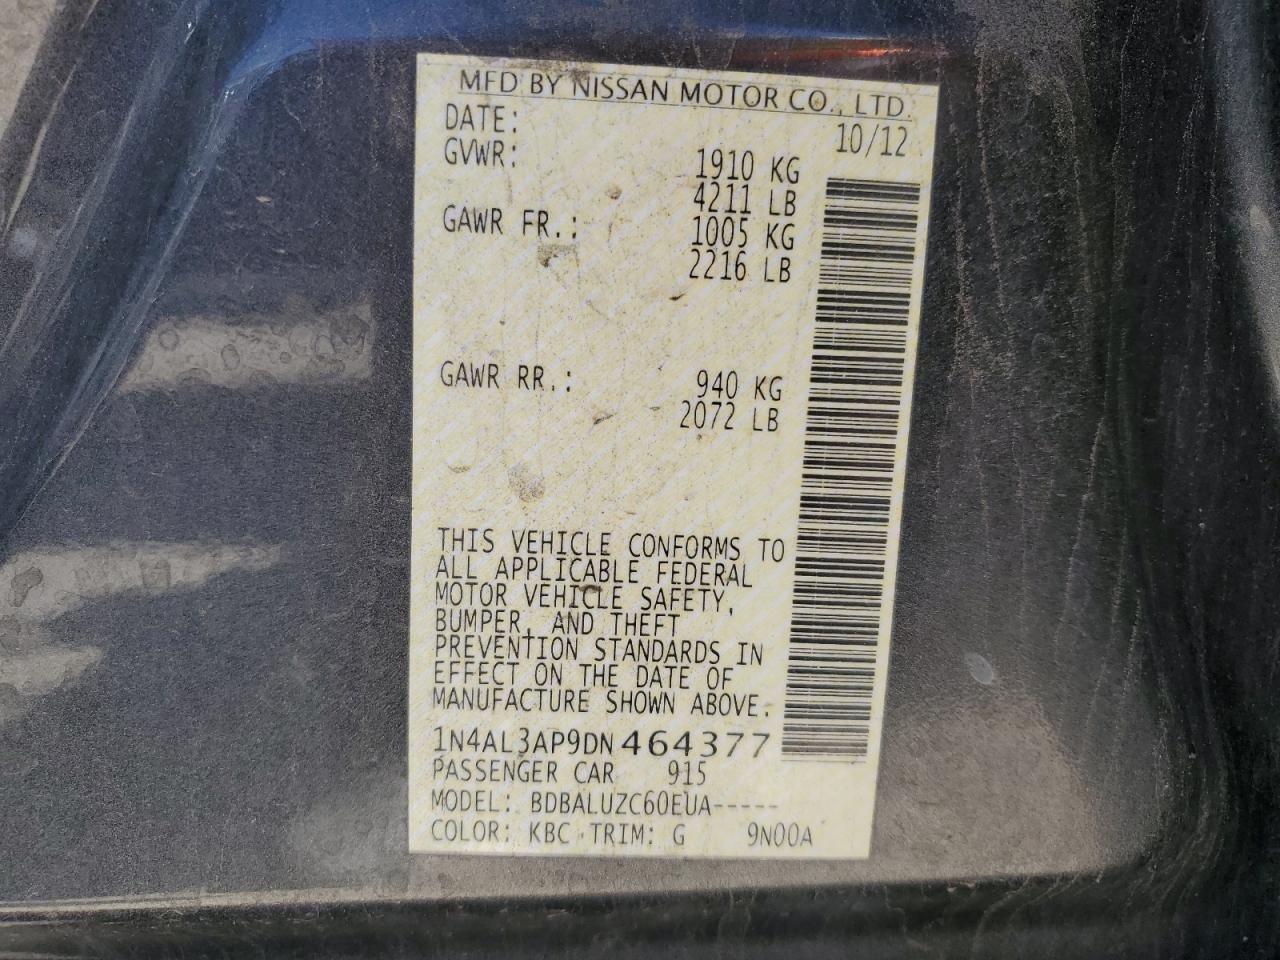 MFD BY NISSAN MOTOR CO., LTD.
DATE: 10/12
GVWR: 1910 KG
4211 LB
GAWR FR.: 1005 KG
2216 LB
GAWR RR.: 940 KG
2072 LB
THIS VEHICLE CONFORMS TO
ALL APPLICABLE FEDERAL
MOTOR VEHICLE SAFETY,
BUMPER, AND THEFT
PREVENTION STANDARDS IN
EFFECT ON THE DATE OF
MANUFACTURE SHOWN ABOVE.
1N4AL3AP9DN464377
PASSENGER CAR 915
MODEL: BDBALUZC60EUA-----
COLOR: KBC TRIM: G 9N00A